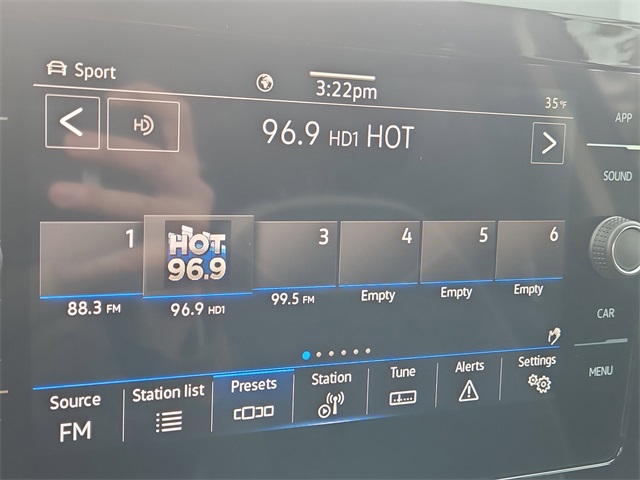 Sport
3:22pm
35°F
APP
HD
96.9 HD1 HOT
SOUND
1
HOT
96.9
3
4
5
6
88.3 FM
96.9 HD1
99.5 FM
Empty
Empty
Empty
CAR
Source
FM
Station list
Presets
Station
Tune
Alerts
Settings
MENU